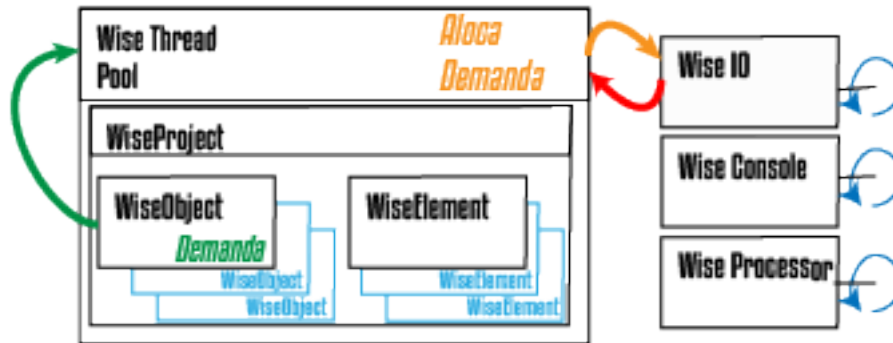 Wise Thread
Pool
Aloca
Demanda
WiseProject
WiseObject
Demanda
WiseObject
WiseObject
WiseElement
WiseElement
WiseElement
Wise IO
Wise Console
Wise Processor